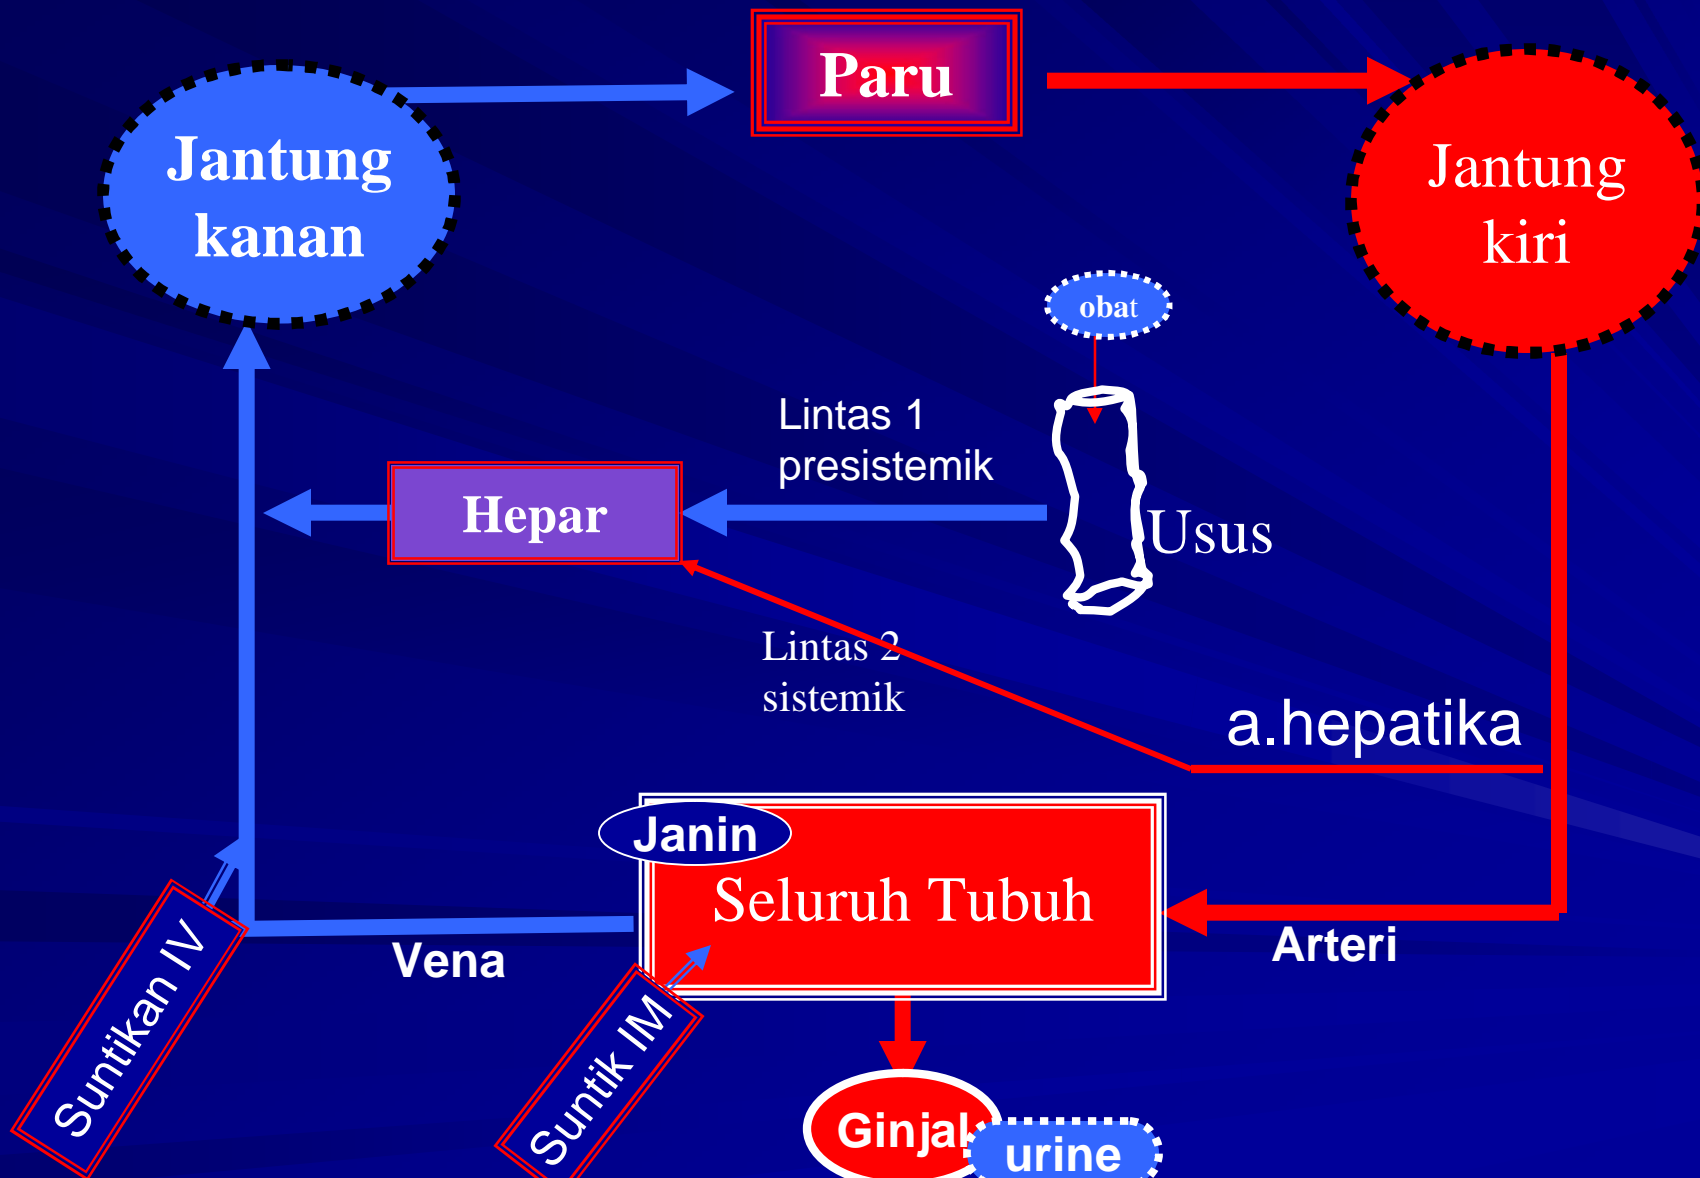 Paru
Jantung
kanan
Jantung
kiri
obat
Lintas 1
presistemik
Hepar
Usus
Lintas 2
sistemik
a.hepatika
Janin
Seluruh Tubuh
Vena
Arteri
Suntikan IV
Suntik IM
Ginjal
urine